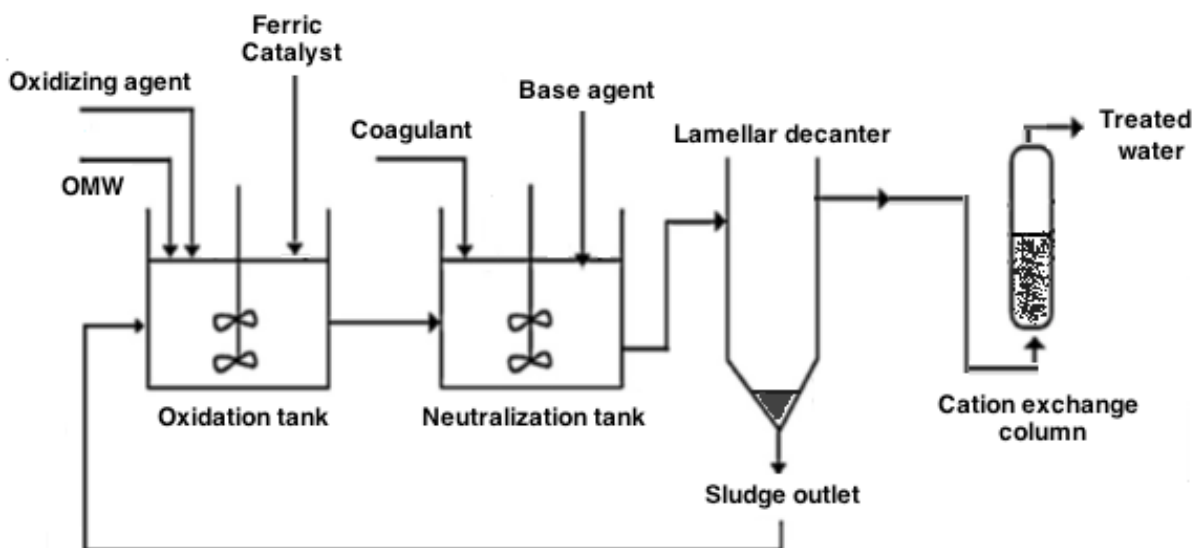 Ferric
Catalyst
Oxidizing agent
Base agent
Coagulant
Lamellar decanter
Treated
water
OMW
Oxidation tank
Neutralization tank
Cation exchange
column
Sludge outlet